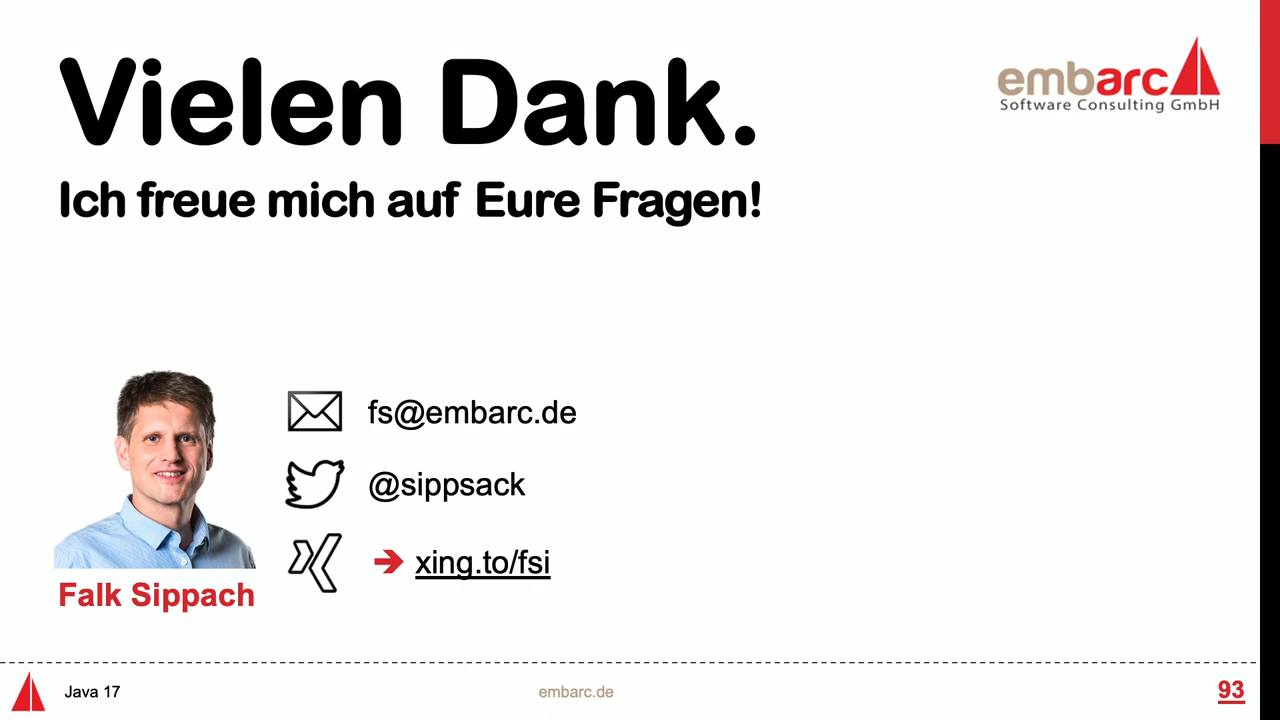 Vielen Dank.
Ich freue mich auf Eure Fragen!
embarc
Software Consulting GmbH
fs@embarc.de
@sippsack
➔ xing.to/fsi
Falk Sippach
Java 17
embarc.de
93